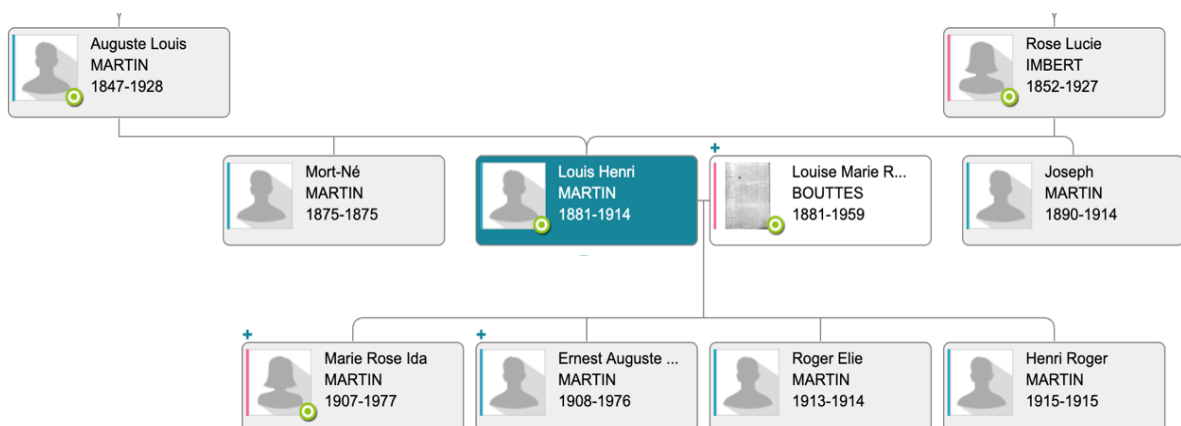 Auguste Louis
MARTIN
1847-1928
Rose Lucie
IMBERT
1852-1927
Mort-Né
MARTIN
1875-1875
Louis Henri
MARTIN
1881-1914
Louise Marie R...
BOUTTES
1881-1959
Joseph
MARTIN
1890-1914
Marie Rose Ida
MARTIN
1907-1977
Ernest Auguste ...
MARTIN
1908-1976
Roger Elie
MARTIN
1913-1914
Henri Roger
MARTIN
1915-1915